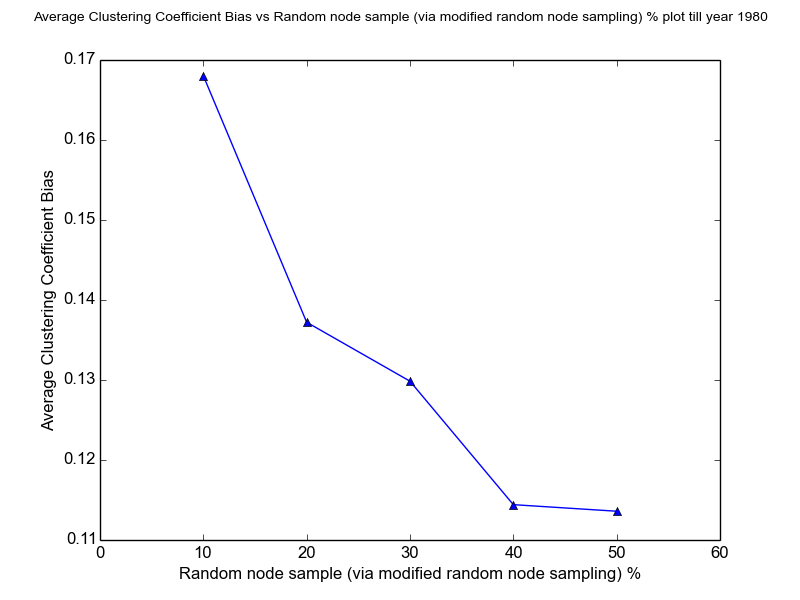 Average Clustering Coefficient Bias vs Random node sample (via modified random node sampling) % plot till year 1980
0.17
0.16
0.15
0.14
0.13
0.12
0.11
Average Clustering Coefficient Bias
0 10 20 30 40 50 60
Random node sample (via modified random node sampling) %